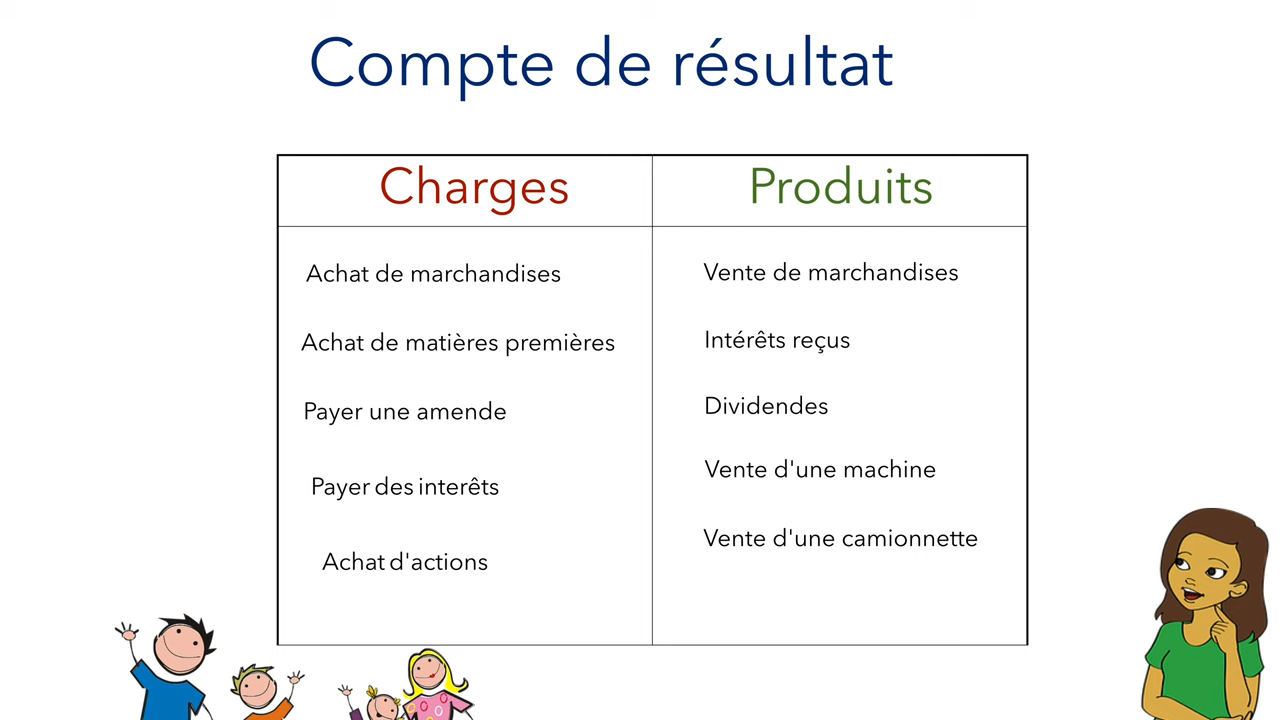 Compte de résultat
Charges
Produits
Achat de marchandises
Vente de marchandises
Achat de matières premières
Intérêts reçus
Payer une amende
Dividendes
Payer des interêts
Vente d'une machine
Achat d'actions
Vente d'une camionnette